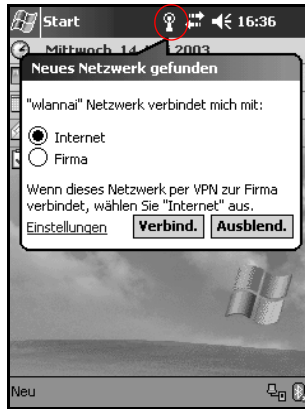 Start 16:36
Mittwoch, 14. 2003
Neues Netzwerk gefunden
"wlannai" Netzwerk verbindet mich mit:
Internet
Firma
Wenn dieses Netzwerk per VPN zur Firma
verbindet, wählen Sie "Internet" aus.
Einstellungen Verbind. Ausblend.
Neu